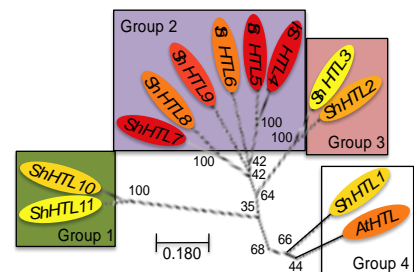 Group 2
ShHTL7
ShHTL8
ShHTL9
ShHTL6
ShHTL5
ShHTL4
ShHTL3
ShHTL2
Group 3
100
100
100
42
42
64
35
100
ShHTL10
ShHTL11
Group 1
0.180
68
66
44
ShHTL1
AtHTL
Group 4